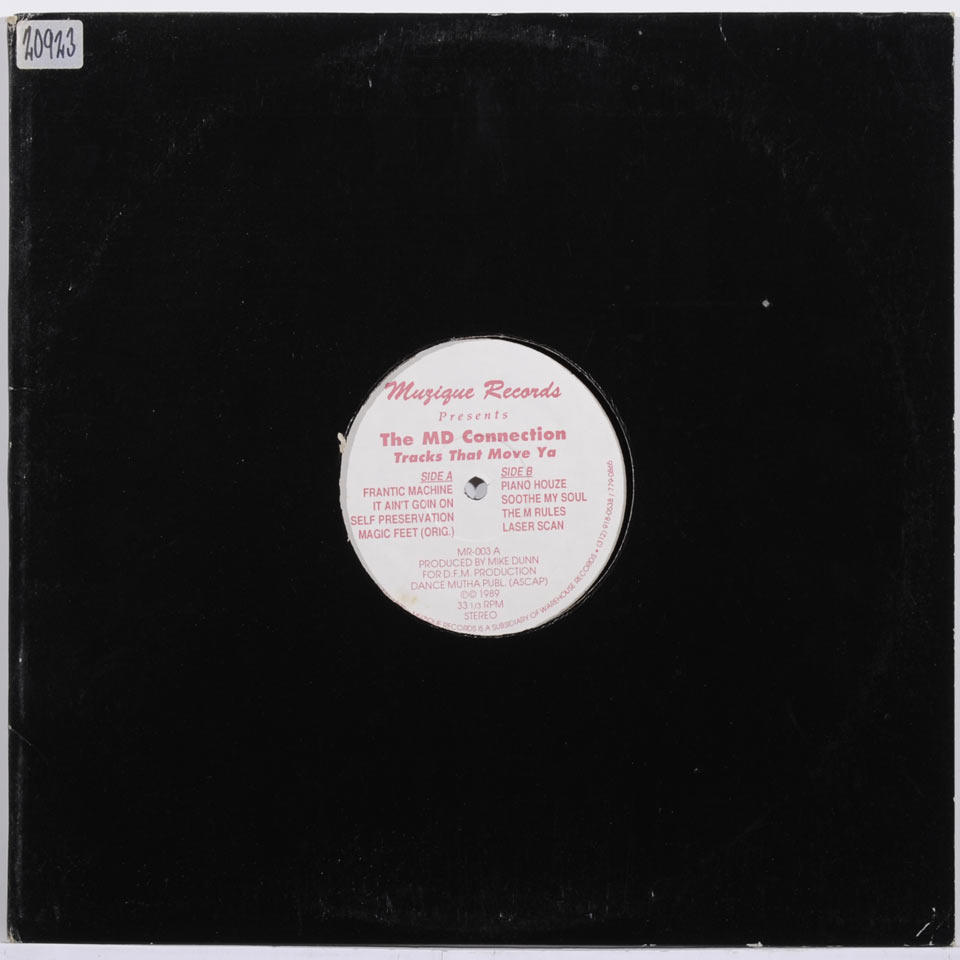 20923
Muzique Records
Presents
The MD Connection
Tracks That Move Ya
SIDE A
FRANTIC MACHINE
IT AIN'T GOIN ON
SELF PRESERVATION
MAGIC FEET (ORIG.)
SIDE B
PIANO HOUZE
SOOTHE MY SOUL
THE M RULES
LASER SCAN
MR-003 A
PRODUCED BY MIKE DUNN
FOR D.F.M. PRODUCTION
DANCE MUTHA PUBL. (ASCAP)
©© 1989
33 1/3 RPM
STEREO
RECORDS IS A SUBSIDIARY OF WAREHOUSE RECORDS • (312) 918-0538 / 779-0865